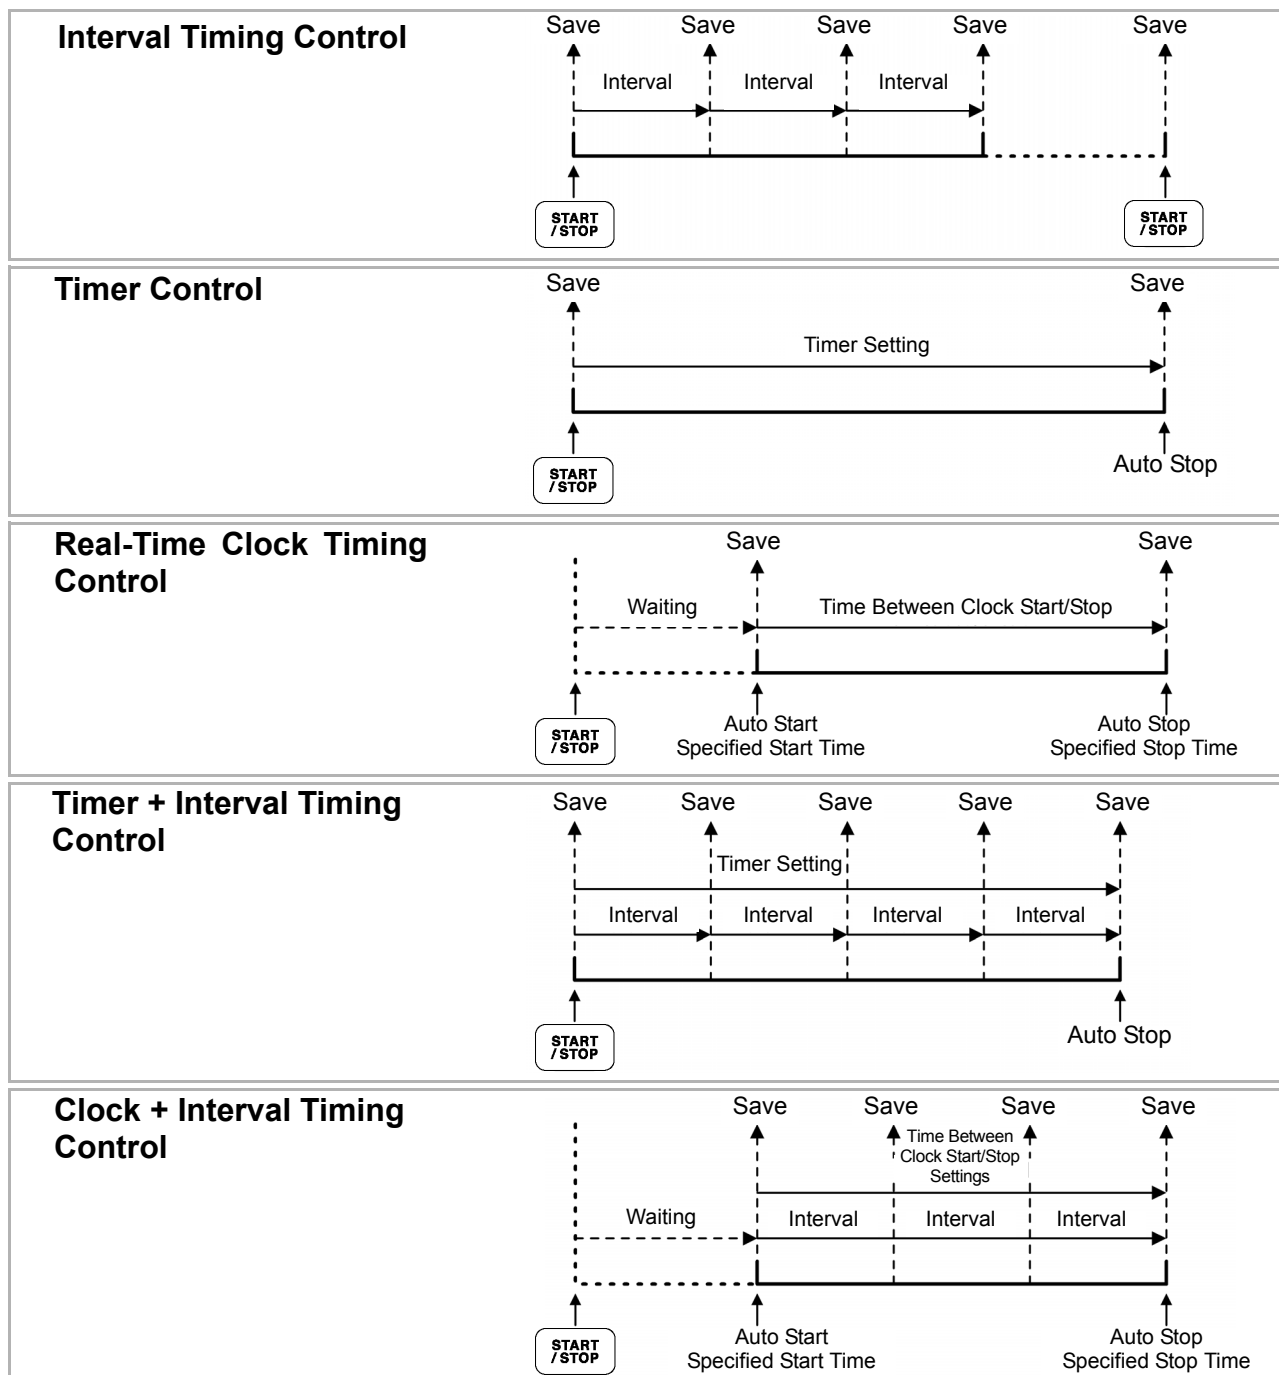 Interval Timing Control
Save Save Save Save Save
Interval Interval Interval
START / STOP START / STOP
Timer Control
Save Save
Timer Setting
START / STOP Auto Stop
Real-Time Clock Timing
Control
Save Save
Waiting Time Between Clock Start/Stop
START / STOP
Auto Start Auto Stop
Specified Start Time Specified Stop Time
Timer + Interval Timing
Control
Save Save Save Save Save
Timer Setting
Interval Interval Interval Interval
START / STOP Auto Stop
Clock + Interval Timing
Control
Save Save Save Save
Time Between
Clock Start/Stop
Settings
Waiting Interval Interval Interval
START / STOP
Auto Start Auto Stop
Specified Start Time Specified Stop Time